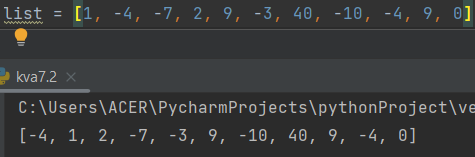 list = [1, -4, -7, 2, 9, -3, 40, -10, -4, 9, 0]
kva7.2 ×
C:\Users\ACER\PycharmProjects\pythonProject\ve
[-4, 1, 2, -7, -3, 9, -10, 40, 9, -4, 0]